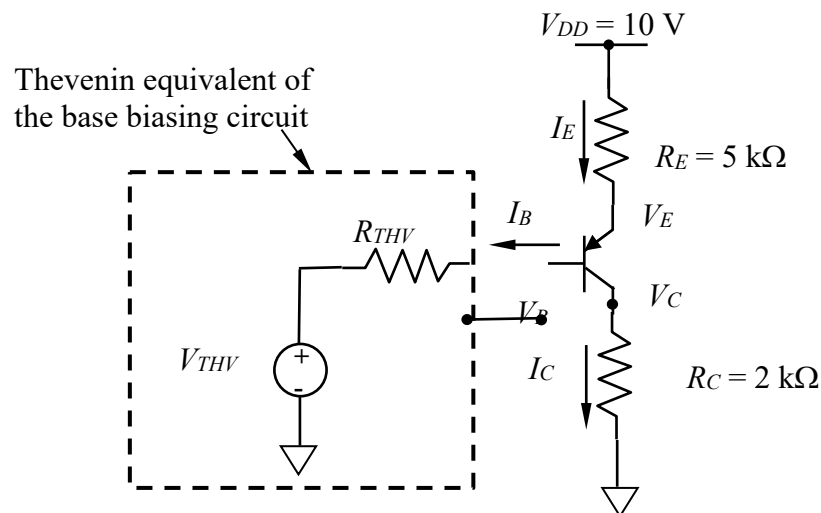 V_DD = 10 V
Thevenin equivalent of
the base biasing circuit
I_E
R_E = 5 kΩ
I_B
V_E
R_THV
V_C
V_B
V_THV
+
-
I_C
R_C = 2 kΩ